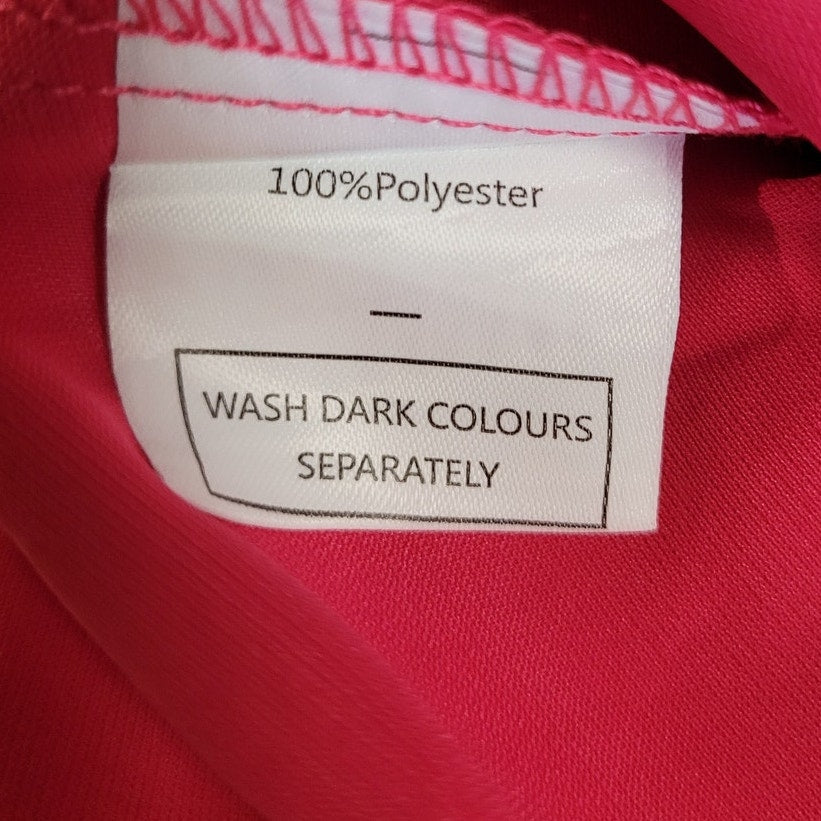 100%Polyester
—
WASH DARK COLOURS
SEPARATELY